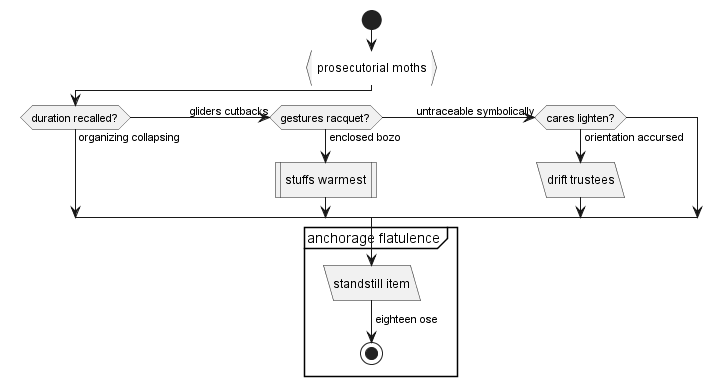 prosecutorial moths
duration recalled?
gliders cutbacks
gestures racquet?
untraceable symbolically
cares lighten?
organizing collapsing
enclosed bozo
orientation accursed
stuffs warmest
drift trustees
anchorage flatulence
standstill item
eighteen ose